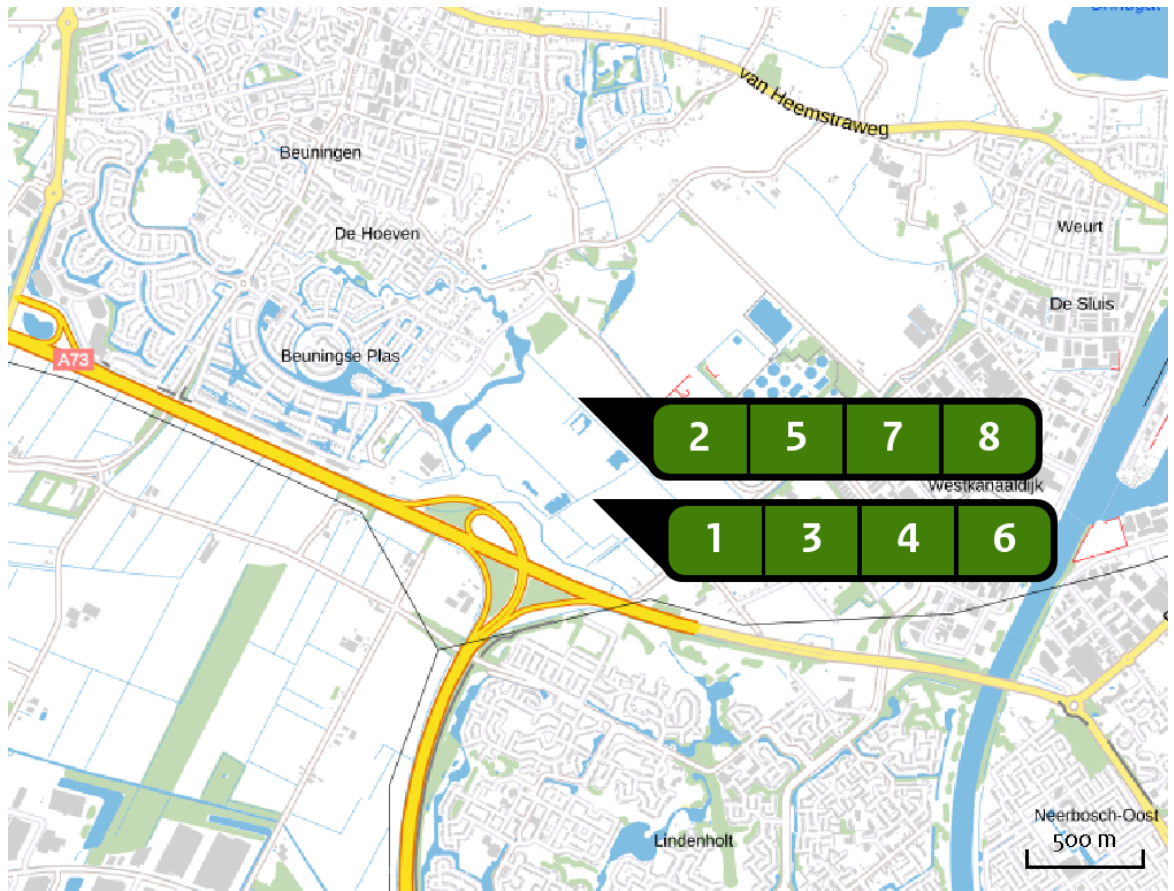 van Heemstraweg
Beuningen
De Hoeven
Weurt
De Sluis
Beuningse Plas
A73
2 5 7 8
Westkanaaldijk
1 3 4 6
Neerbosch-Oost
Lindenholt
500 m